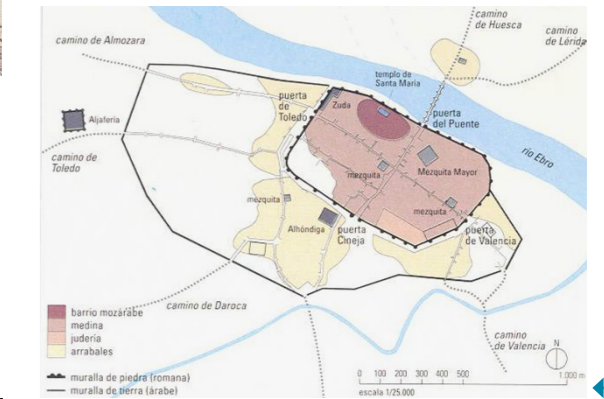 camino
de Huesca
camino
de Lérida
camino de Almozara
templo de
Santa María
puerta
de
Toledo
Zuda
puerta
del Puente
Aljafería
río Ebro
camino de
Toledo
mezquita
Mezquita Mayor
mezquita
mezquita
Alhóndiga
puerta
Cineja
puerta
de Valencia
camino de Daroca
camino
de Valencia
N
barrio mozárabe
medina
judería
arrabales
muralla de piedra (romana)
muralla de tierra (árabe)
0 100 200 300 400 500 1.000 m
escala 1/25.000